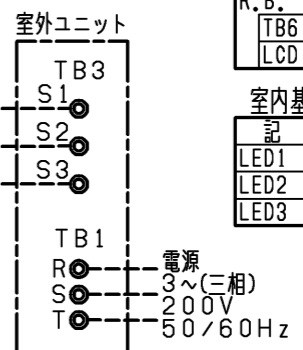 室外ユニット
TB3
S1
S2
S3
TB1
R
S
T
電源
3~(三相)
200V
50/60Hz
R.B.
TB6
LCD
室内基
記
LED1
LED2
LED3